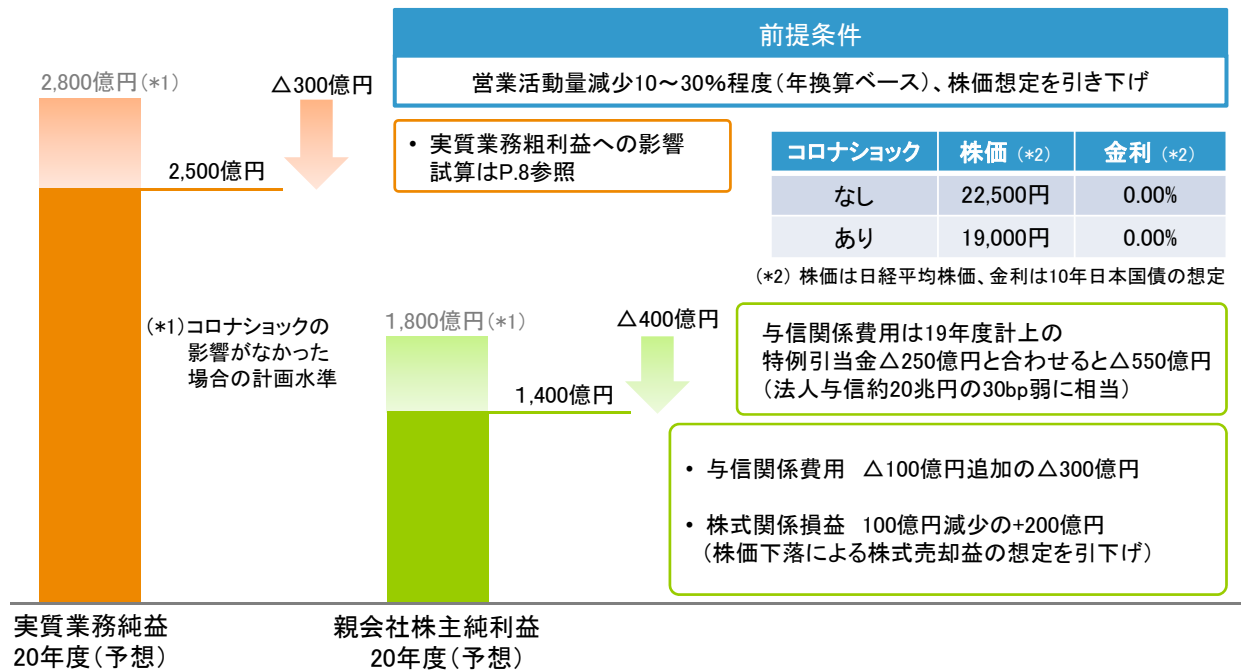 前提条件
営業活動量減少10～30%程度（年換算ベース）、株価想定を引き下げ
2,800億円（*1）
△300億円
2,500億円
・ 実質業務粗利益への影響
試算はP.8参照
コロナショック 株価（*2） 金利（*2）
なし 22,500円 0.00%
あり 19,000円 0.00%
（*2） 株価は日経平均株価、金利は10年日本国債の想定
（*1）コロナショックの
影響がなかった
場合の計画水準
1,800億円（*1）
△400億円
1,400億円
与信関係費用は19年度計上の
特例引当金△250億円と合わせると△550億円
（法人与信約20兆円の30bp弱に相当）
・ 与信関係費用 △100億円追加の△300億円
・ 株式関係損益 100億円減少の+200億円
（株価下落による株式売却益の想定を引下げ）
実質業務純益
20年度（予想）
親会社株主純利益
20年度（予想）